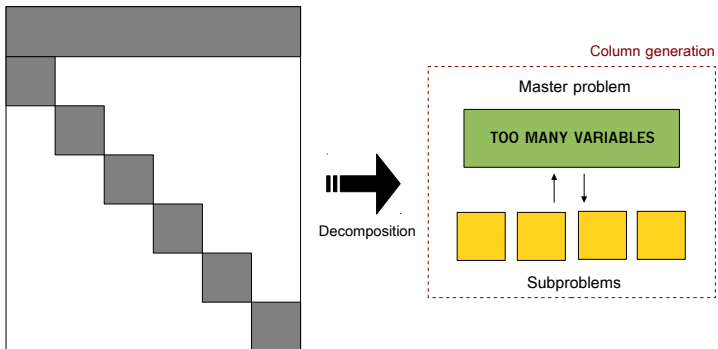 Column generation
Master problem
TOO MANY VARIABLES
Decomposition
Subproblems